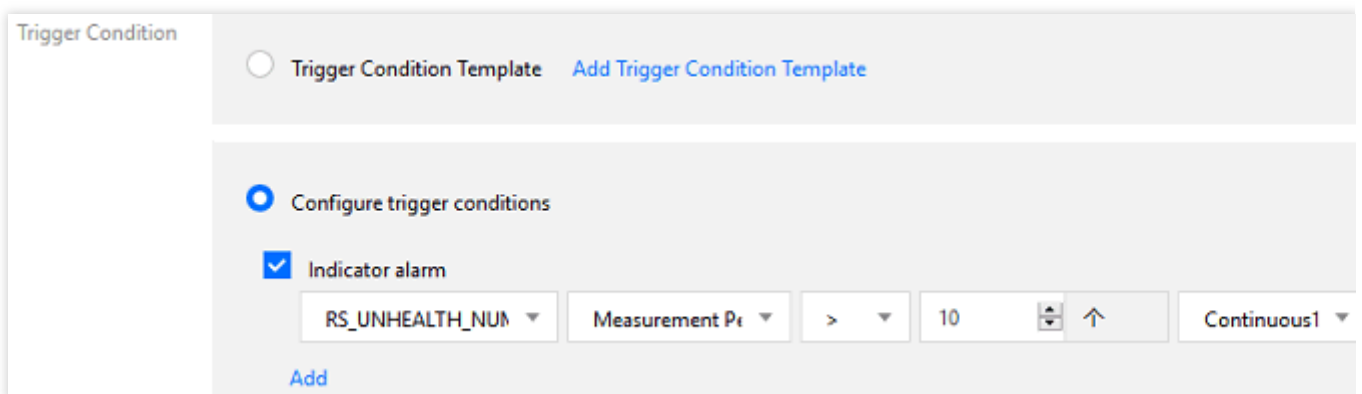 Trigger Condition
Trigger Condition Template Add Trigger Condition Template
Configure trigger conditions
Indicator alarm
RS_UNHEALTH_NUM Measurement Pe > 10 ↑ Continuous1
Add